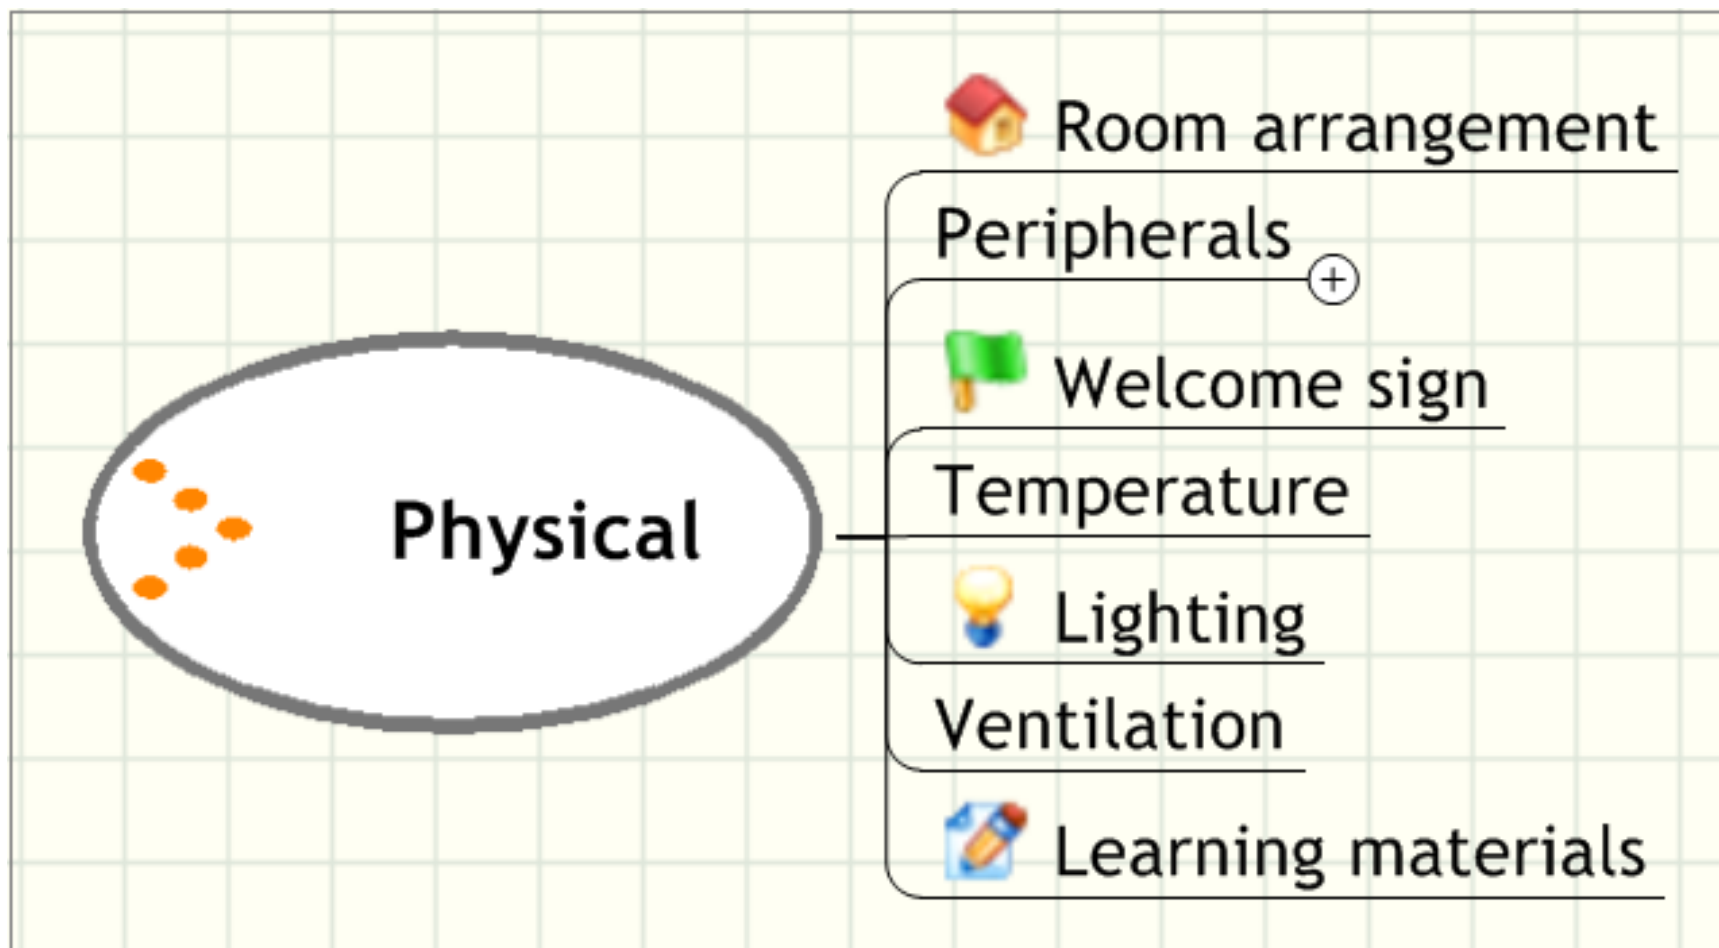 Room arrangement
Peripherals
Welcome sign
Temperature
Physical
Lighting
Ventilation
Learning materials